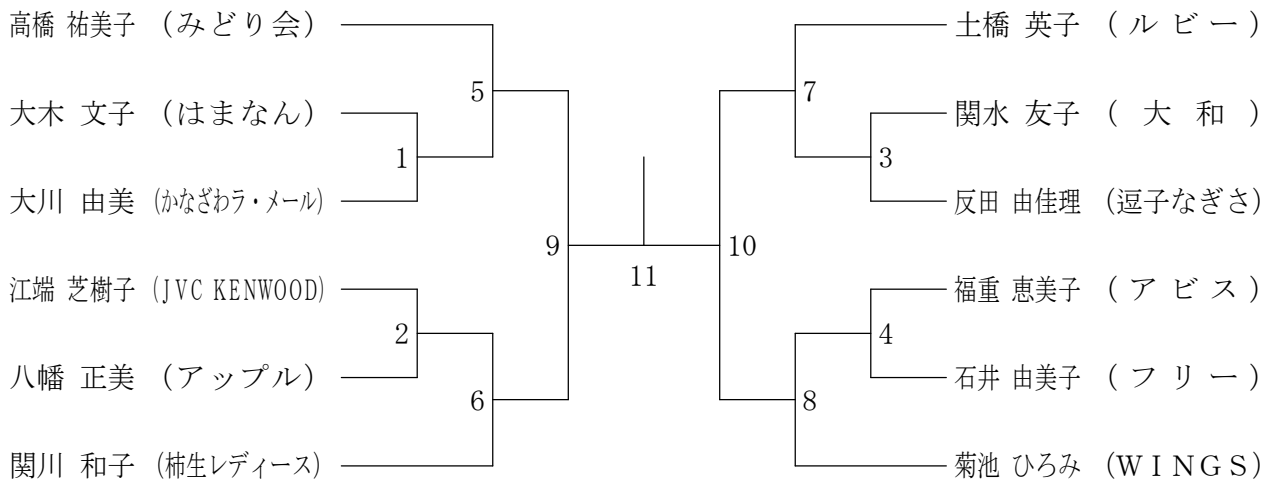 高橋 祐美子 (みどり会)
大木 文子 (はまなん)
大川 由美 (かなざわラ・メール)
江端 芝樹子 (JVC KENWOOD)
八幡 正美 (アップル)
関川 和子 (柿生レディース)
1
2
5
6
9
11
10
7
8
3
4
土橋 英子 (ルビー)
関水 友子 (大和)
反田 由佳理 (逗子なぎさ)
福重 恵美子 (アビス)
石井 由美子 (フリー)
菊池 ひろみ (WINGS)